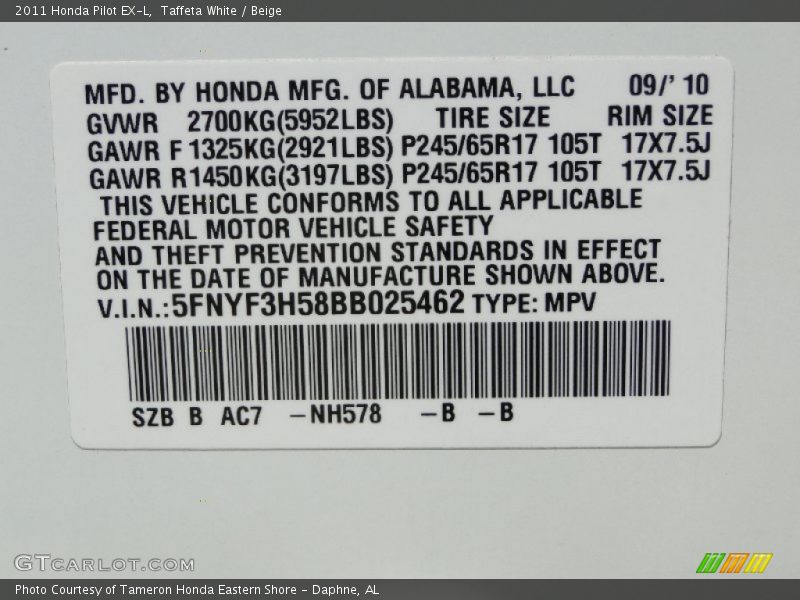 2011 Honda Pilot EX-L, Taffeta White / Beige
MFD. BY HONDA MFG. OF ALABAMA, LLC 09/' 10
GVWR 2700KG(5952LBS) TIRE SIZE RIM SIZE
GAWR F 1325KG(2921LBS) P245/65R17 105T 17X7.5J
GAWR R1450KG(3197LBS) P245/65R17 105T 17X7.5J
THIS VEHICLE CONFORMS TO ALL APPLICABLE
FEDERAL MOTOR VEHICLE SAFETY
AND THEFT PREVENTION STANDARDS IN EFFECT
ON THE DATE OF MANUFACTURE SHOWN ABOVE.
V.I.N.:5FNYF3H58BB025462 TYPE: MPV
SZB B AC7 –NH578 –B –B
GTCARLOT.COM
Photo Courtesy of Tameron Honda Eastern Shore - Daphne, AL